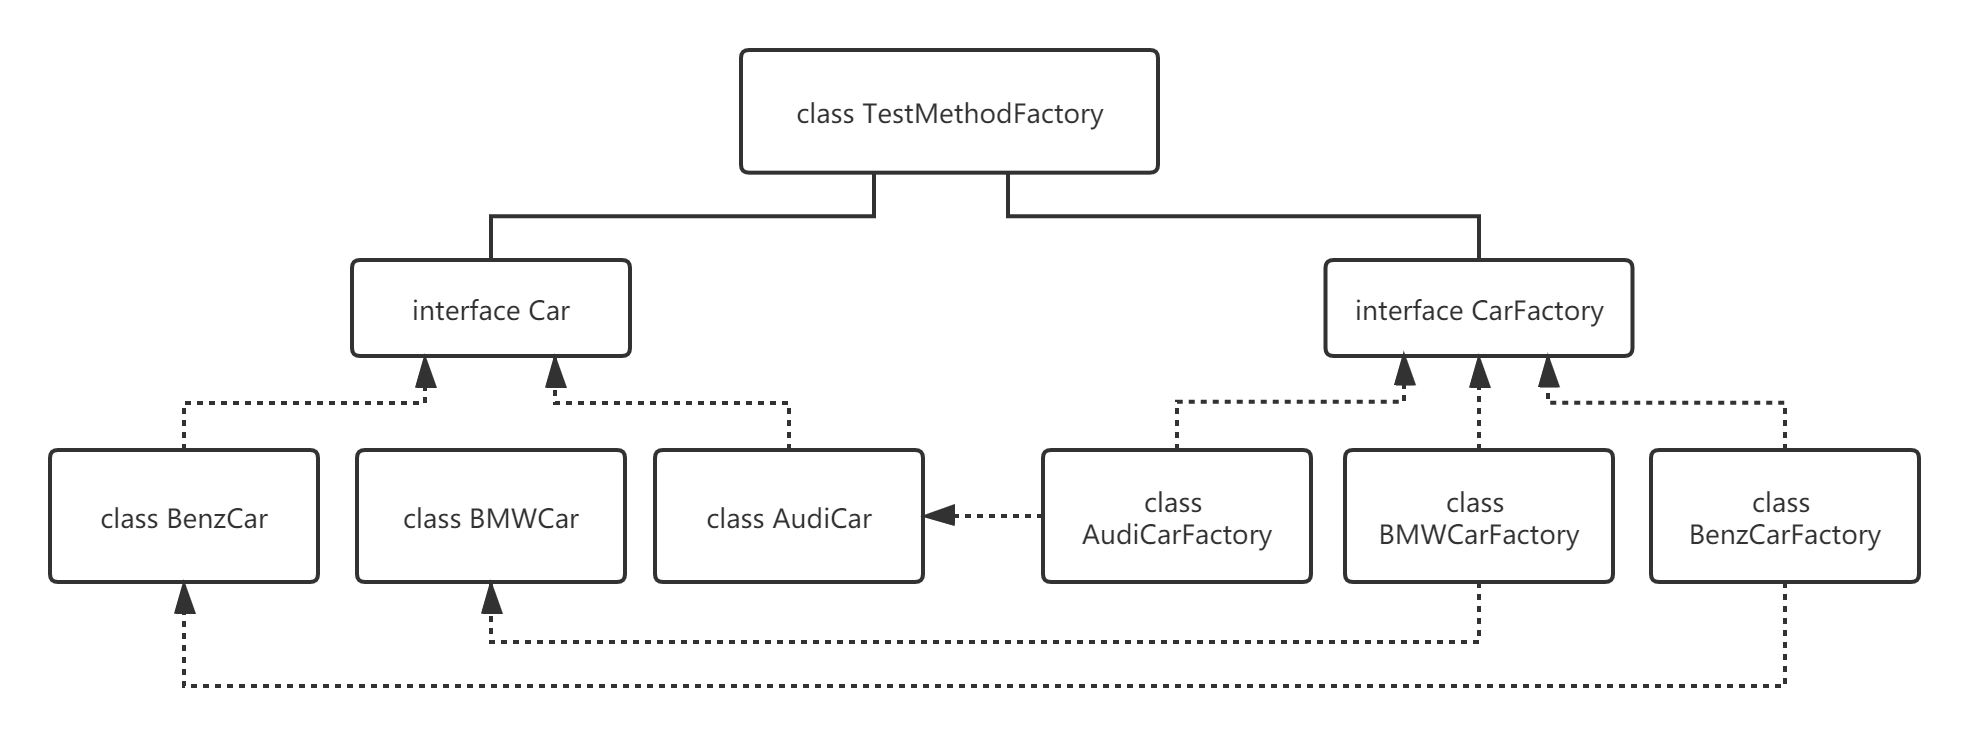 class TestMethodFactory
interface Car
interface CarFactory
class BenzCar
class BMWCar
class AudiCar
class
AudiCarFactory
class
BMWCarFactory
class
BenzCarFactory